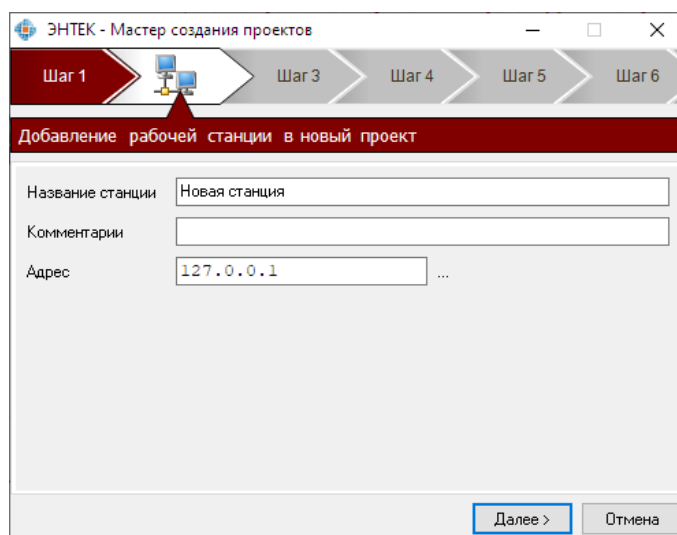 ЭНТЕК - Мастер создания проектов
Шаг 1 Шаг 3 Шаг 4 Шаг 5 Шаг 6
Добавление рабочей станции в новый проект
Название станции Новая станция
Комментарии
Адрес 127.0.0.1 ...
Далее > Отмена